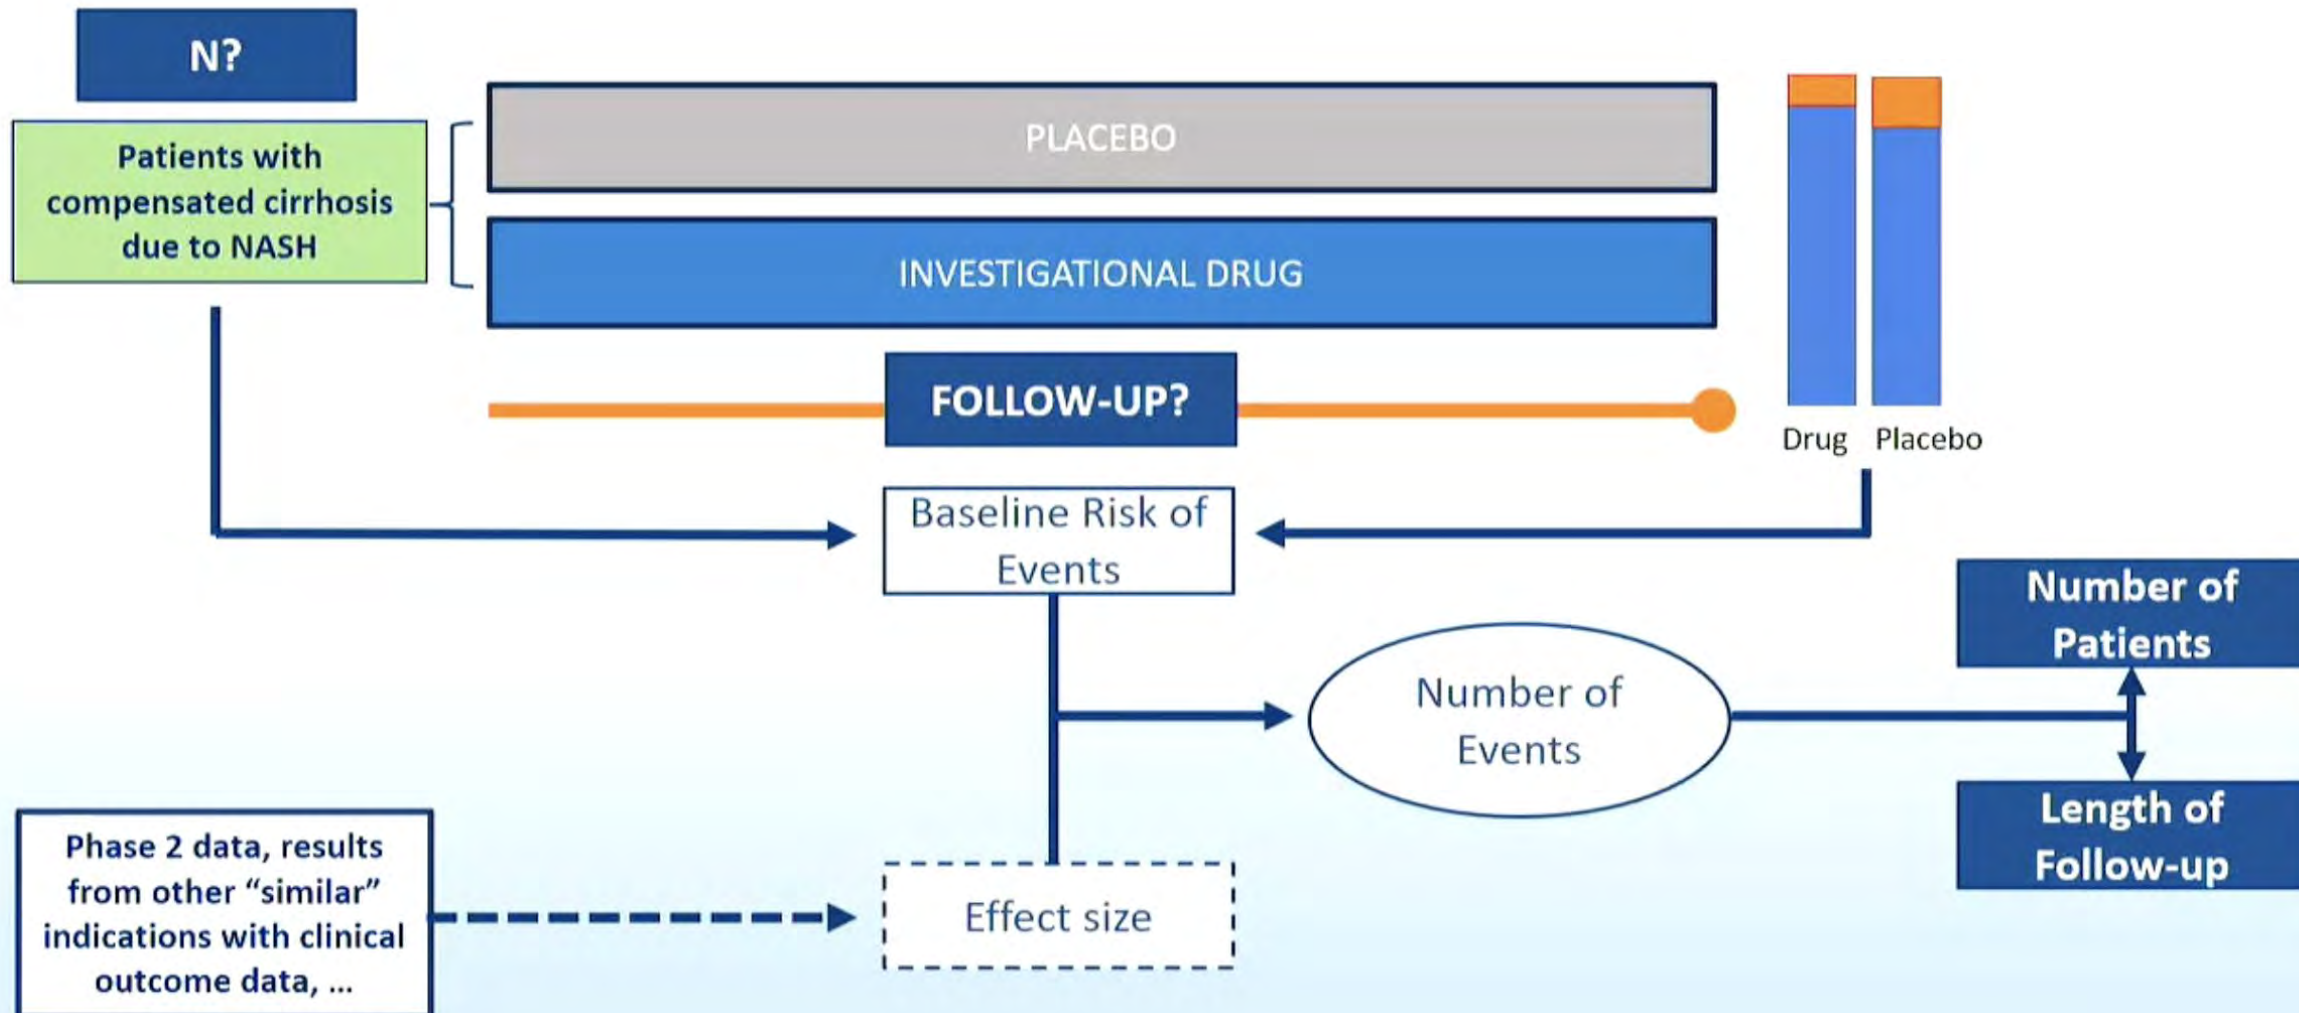 N?
Patients with
compensated cirrhosis
due to NASH
PLACEBO
INVESTIGATIONAL DRUG
FOLLOW-UP?
Drug
Placebo
Baseline Risk of
Events
Number of
Patients
Number of
Events
Length of
Follow-up
Phase 2 data, results
from other “similar”
indications with clinical
outcome data, ...
Effect size